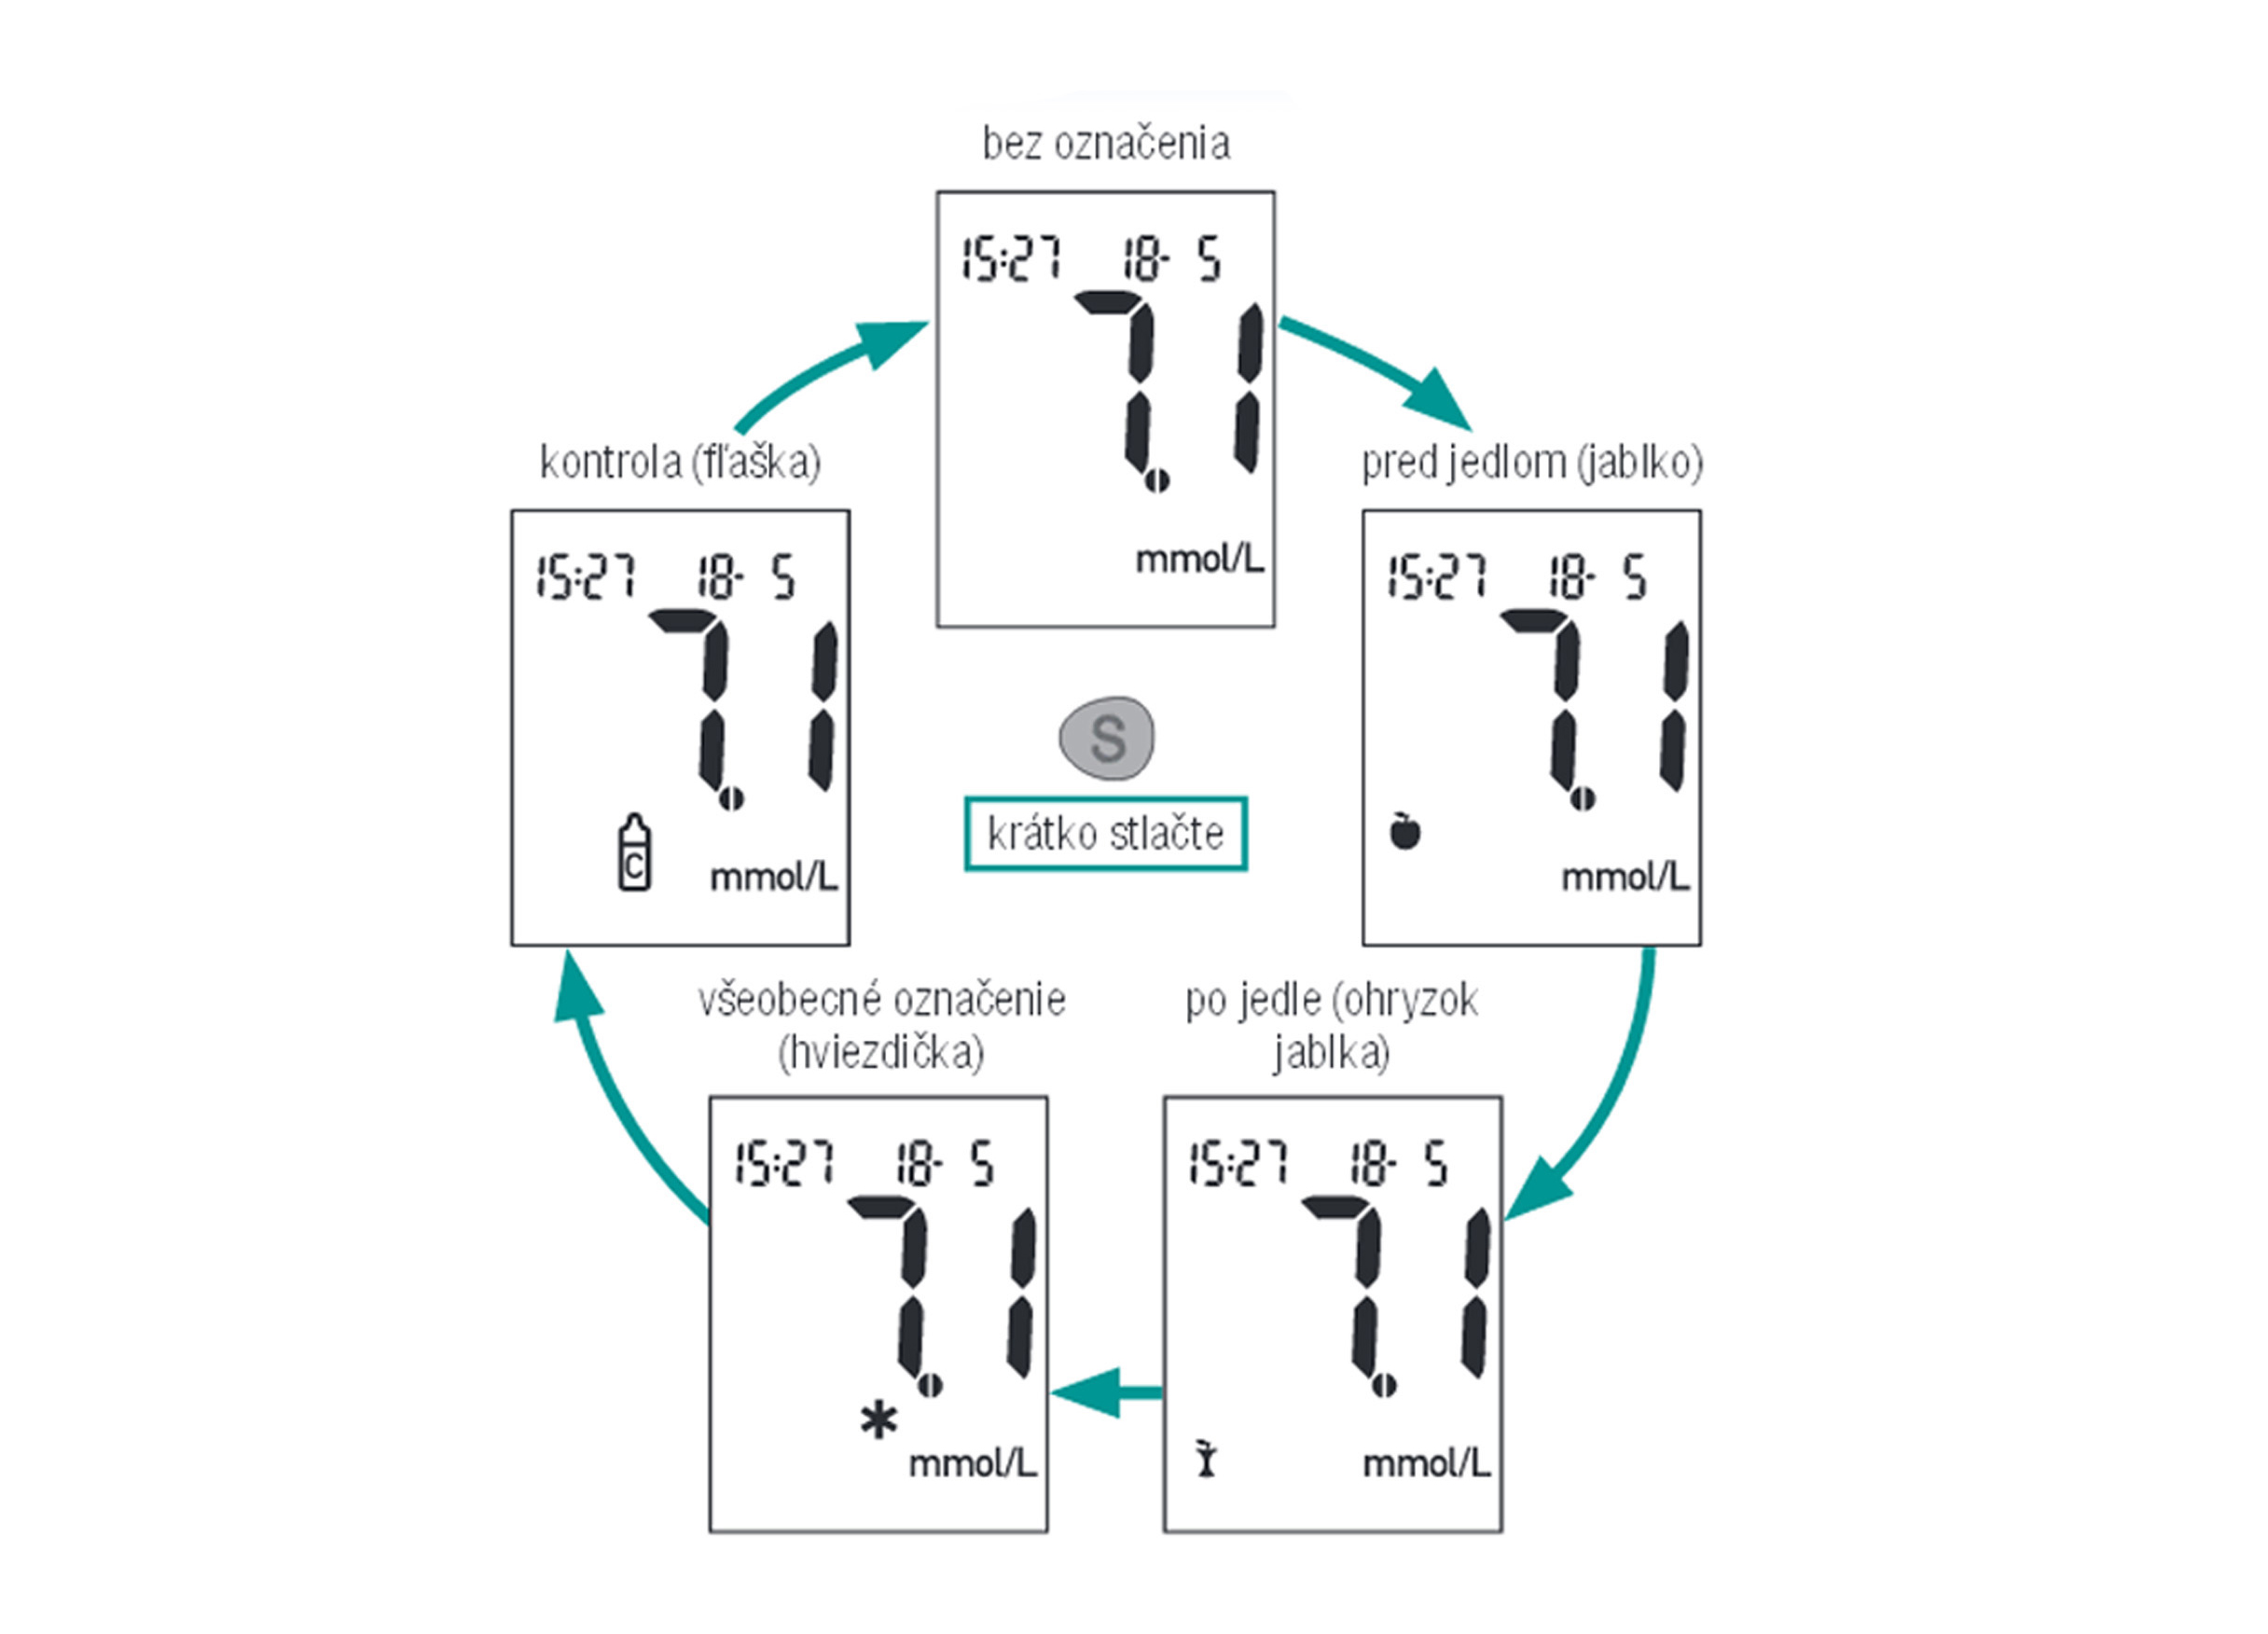 bez označenia
15:27 18- 5
7.1
mmol/L
kontrola (fľaška)
15:27 18- 5
7.1
C
mmol/L
pred jedlom (jablko)
15:27 18- 5
7.1
mmol/L
S
krátko stlačte
všeobecné označenie
(hviezdička)
15:27 18- 5
7.1
*
mmol/L
po jedle (ohryzok
jablka)
15:27 18- 5
7.1
mmol/L